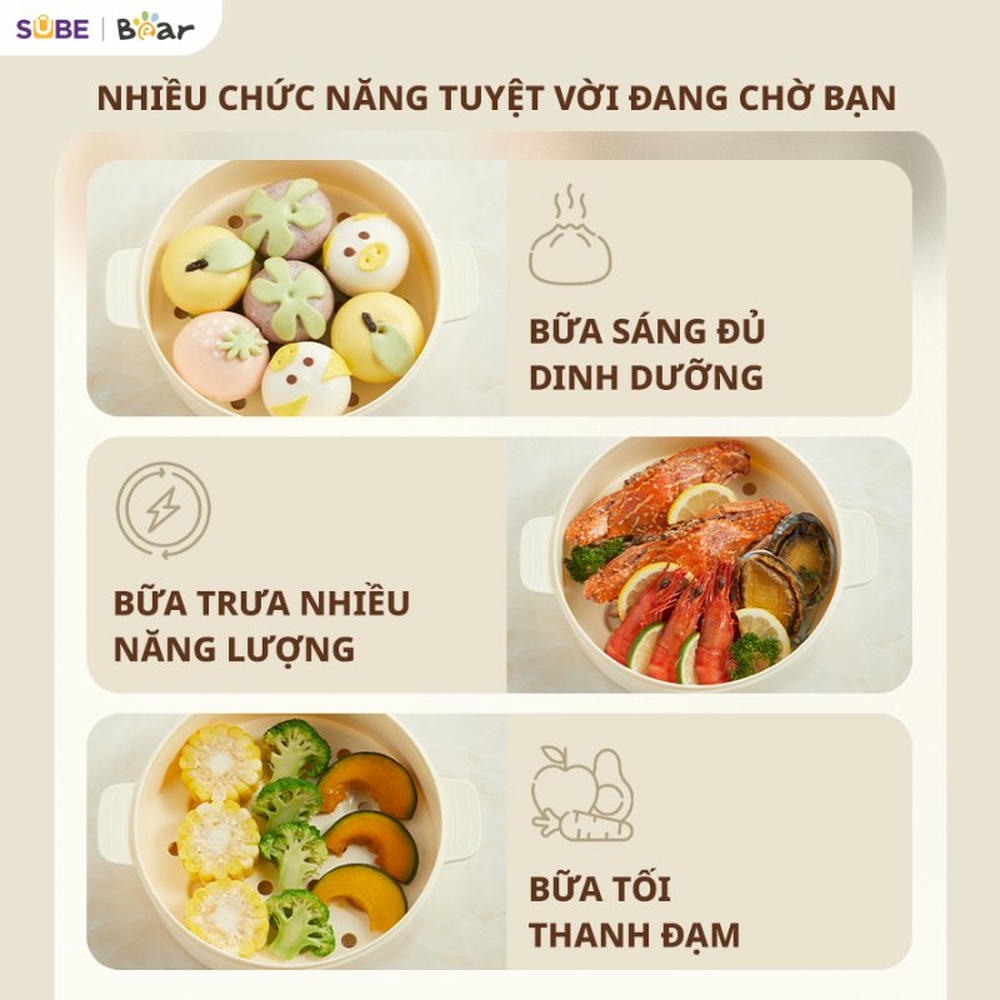 SUBE | Bear
NHIỀU CHỨC NĂNG TUYỆT VỜI ĐANG CHỜ BẠN
BỮA SÁNG ĐỦ
DINH DƯỠNG
BỮA TRƯA NHIỀU
NĂNG LƯỢNG
BỮA TỐI
THANH ĐẠM